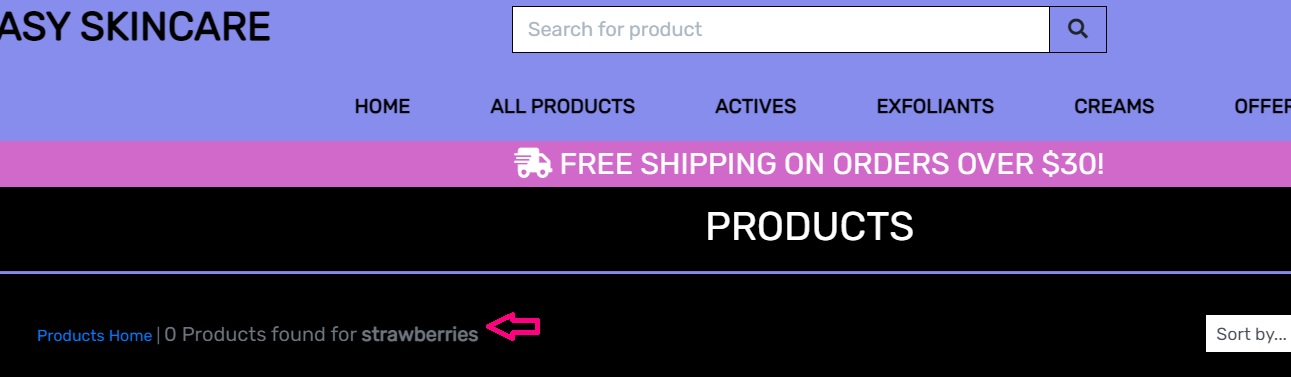 ASY SKINCARE
Search for product
HOME ALL PRODUCTS ACTIVES EXFOLIANTS CREAMS OFFER
FREE SHIPPING ON ORDERS OVER $30!
PRODUCTS
Products Home | 0 Products found for strawberries
Sort by...